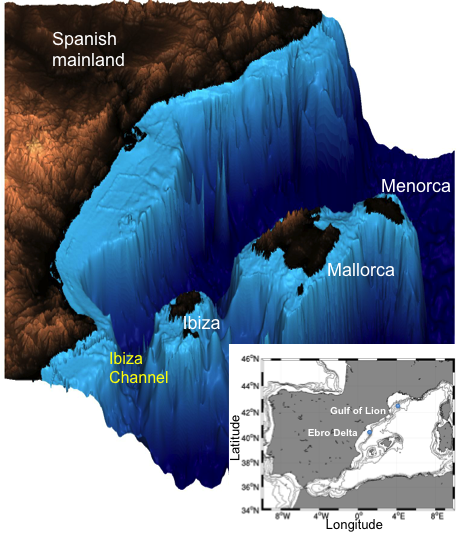 Spanish
mainland
Menorca
Mallorca
Ibiza
Ibiza
Channel
46°N
44°N
42°N
40°N
38°N
36°N
34°N
Latitude
Gulf of Lion
Ebro Delta
8°W
4°W
0°
4°E
8°E
Longitude